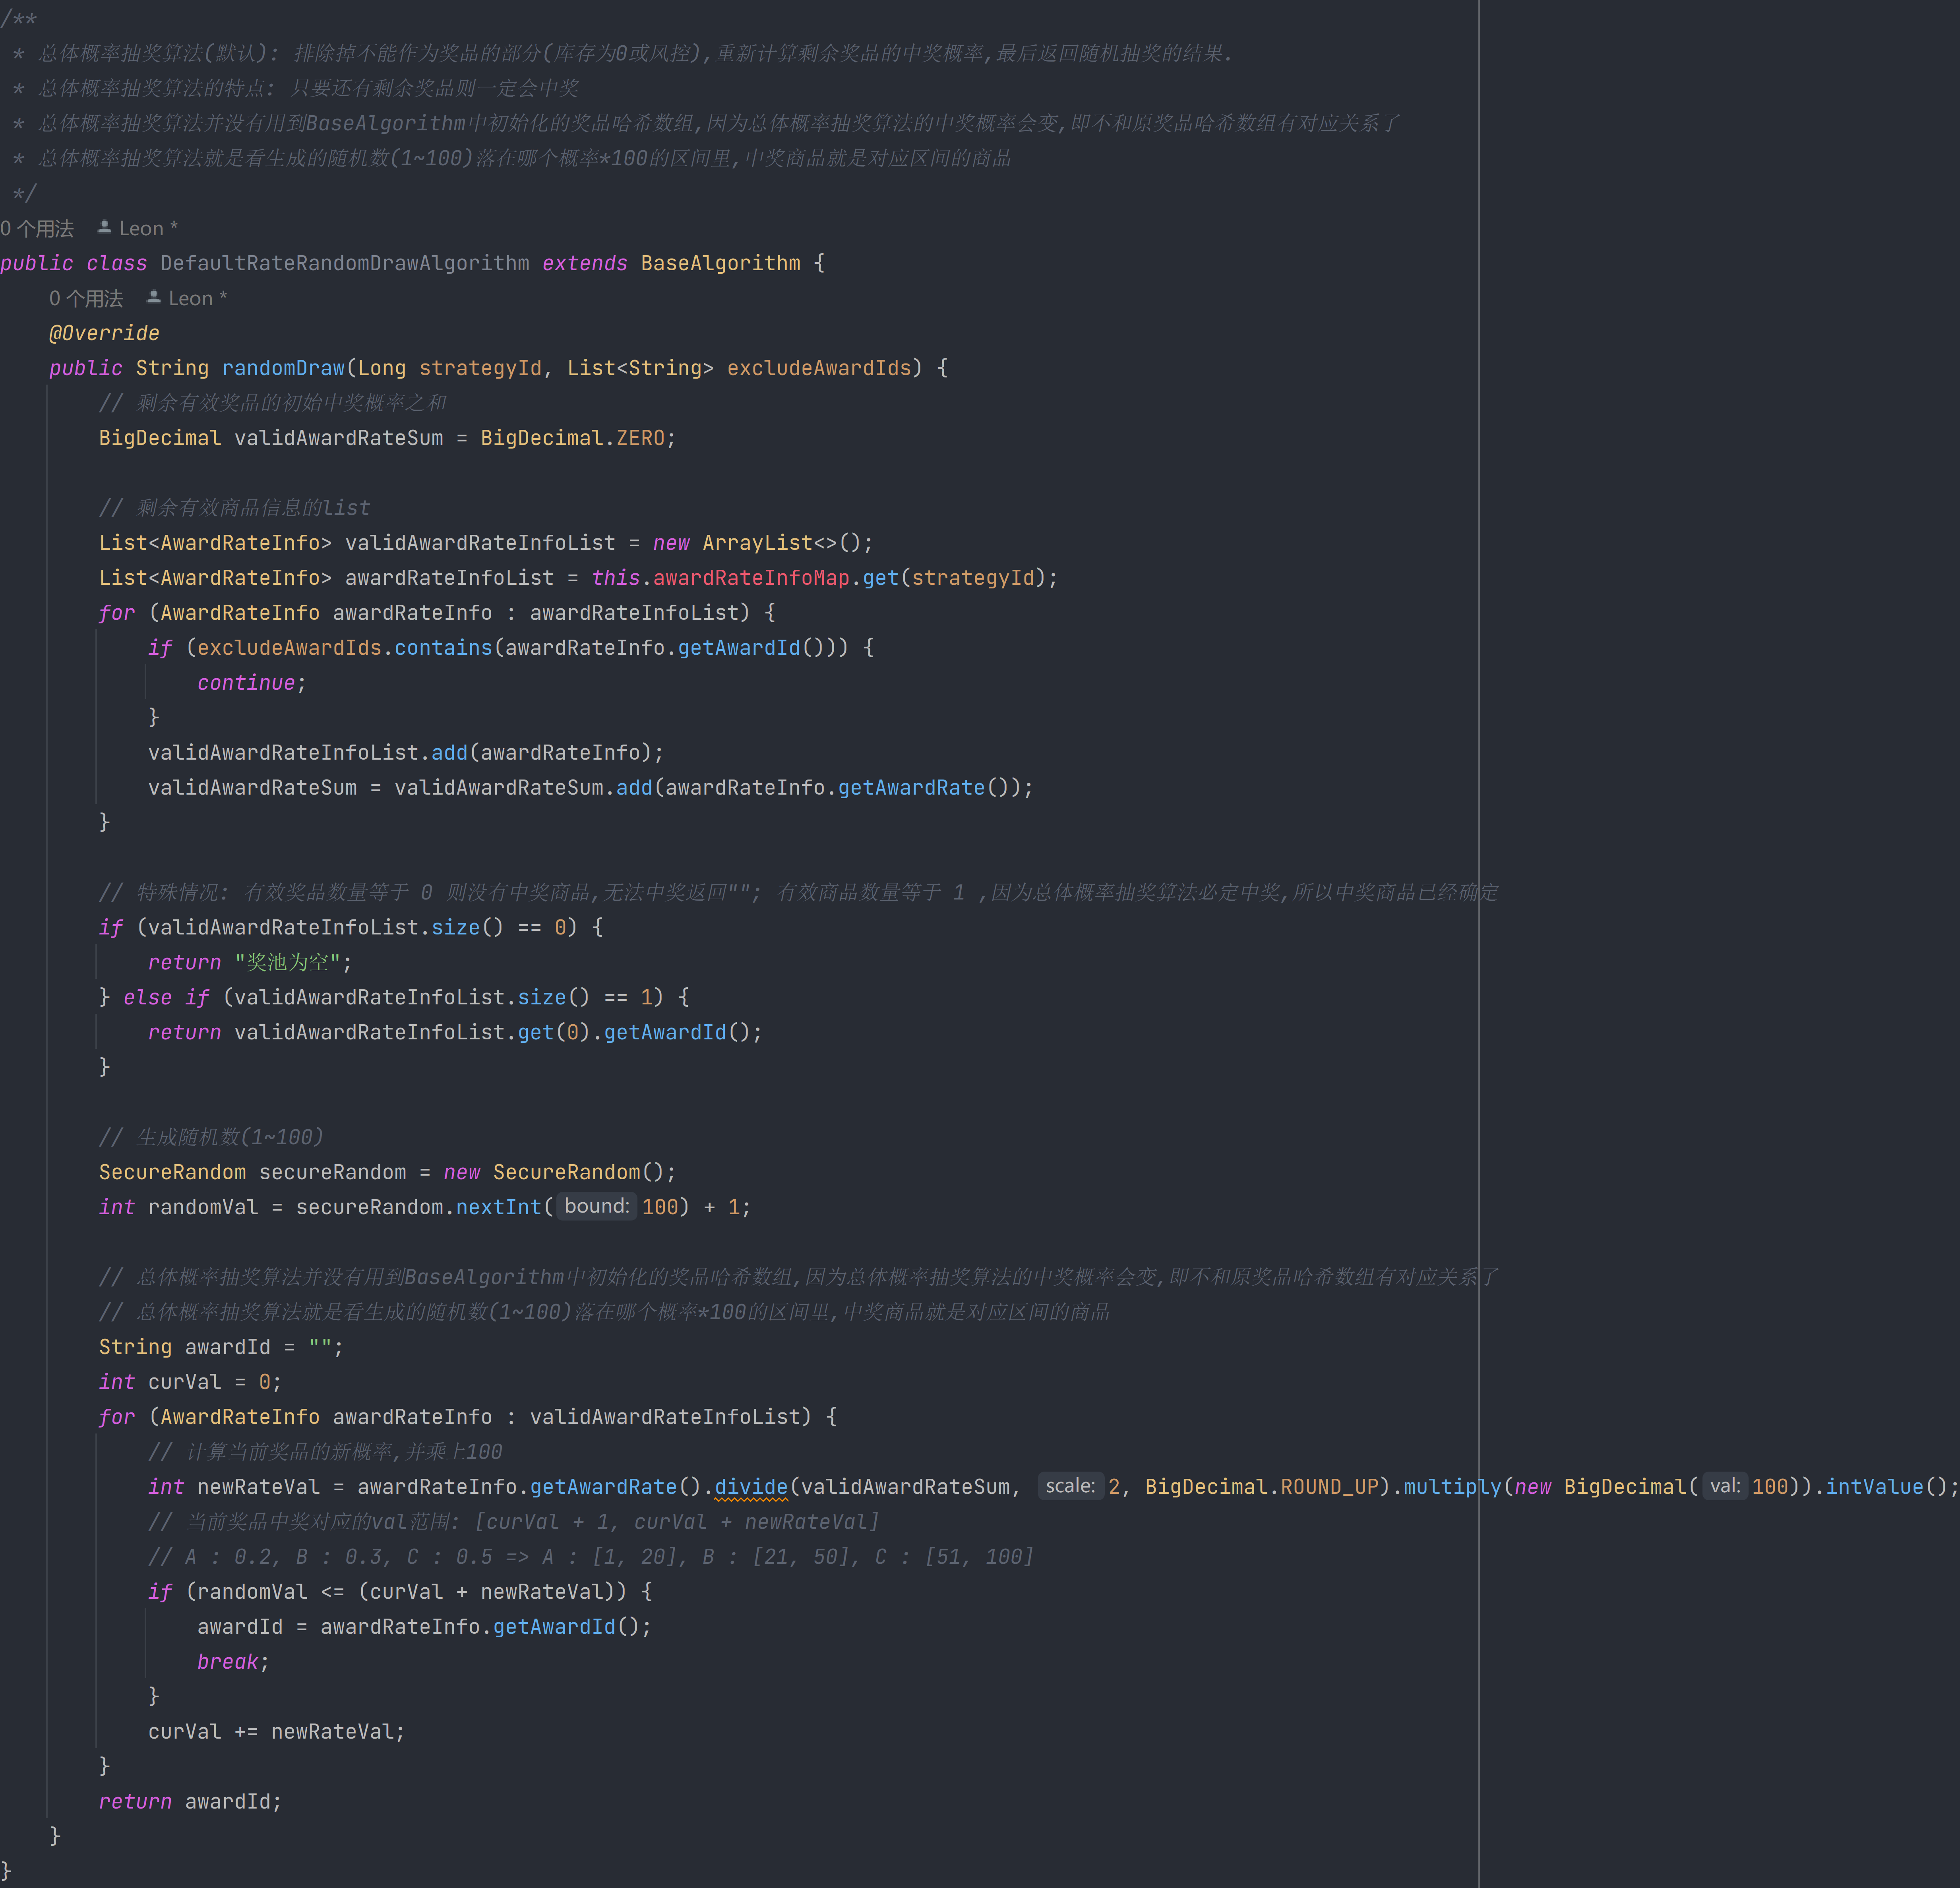 /**
 * 总体概率抽奖算法(默认): 排除掉不能作为奖品的部分(库存为0或风控),重新计算剩余奖品的中奖概率,最后返回随机抽奖的结果.
 * 总体概率抽奖算法的特点: 只要还有剩余奖品则一定会中奖
 * 总体概率抽奖算法并没有用到BaseAlgorithm中初始化的奖品哈希数组,因为总体概率抽奖算法的中奖概率会变,即不和原奖品哈希数组有对应关系了
 * 总体概率抽奖算法就是看生成的随机数(1~100)落在哪个概率*100的区间里,中奖商品就是对应区间的商品
 */
0 个用法 Leon *
public class DefaultRateRandomDrawAlgorithm extends BaseAlgorithm {
    0 个用法 Leon *
    @Override
    public String randomDraw(Long strategyId, List<String> excludeAwardIds) {
        // 剩余有效奖品的初始中奖概率之和
        BigDecimal validAwardRateSum = BigDecimal.ZERO;
        // 剩余有效商品信息的list
        List<AwardRateInfo> validAwardRateInfoList = new ArrayList<>();
        List<AwardRateInfo> awardRateInfoList = this.awardRateInfoMap.get(strategyId);
        for (AwardRateInfo awardRateInfo : awardRateInfoList) {
            if (excludeAwardIds.contains(awardRateInfo.getAwardId())) {
                continue;
            }
            validAwardRateInfoList.add(awardRateInfo);
            validAwardRateSum = validAwardRateSum.add(awardRateInfo.getAwardRate());
        }
        // 特殊情况: 有效奖品数量等于 0 则没有中奖商品,无法中奖返回""; 有效商品数量等于 1 ,因为总体概率抽奖算法必定中奖,所以中奖商品已经确定
        if (validAwardRateInfoList.size() == 0) {
            return "奖池为空";
        } else if (validAwardRateInfoList.size() == 1) {
            return validAwardRateInfoList.get(0).getAwardId();
        }
        // 生成随机数(1~100)
        SecureRandom secureRandom = new SecureRandom();
        int randomVal = secureRandom.nextInt( bound: 100) + 1;
        // 总体概率抽奖算法并没有用到BaseAlgorithm中初始化的奖品哈希数组,因为总体概率抽奖算法的中奖概率会变,即不和原奖品哈希数组有对应关系了
        // 总体概率抽奖算法就是看生成的随机数(1~100)落在哪个概率*100的区间里,中奖商品就是对应区间的商品
        String awardId = "";
        int curVal = 0;
        for (AwardRateInfo awardRateInfo : validAwardRateInfoList) {
            // 计算当前奖品的新概率,并乘上100
            int newRateVal = awardRateInfo.getAwardRate().divide(validAwardRateSum, scale: 2, BigDecimal.ROUND_UP).multiply(new BigDecimal( val: 100)).intValue();
            // 当前奖品中奖对应的val范围: [curVal + 1, curVal + newRateVal]
            // A : 0.2, B : 0.3, C : 0.5 => A : [1, 20], B : [21, 50], C : [51, 100]
            if (randomVal <= (curVal + newRateVal)) {
                awardId = awardRateInfo.getAwardId();
                break;
            }
            curVal += newRateVal;
        }
        return awardId;
    }
}